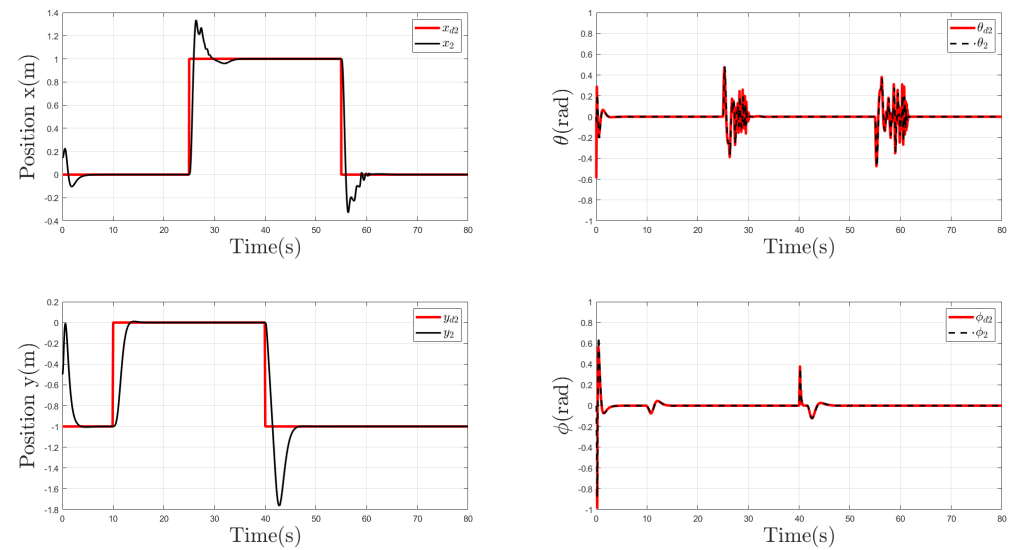 1.4
1.2
1
0.8
0.6
0.4
0.2
0
-0.2
-0.4
Position x(m)
0 10 20 30 40 50 60 70 80
Time(s)
x_{d2}
x_2
1
0.8
0.6
0.4
0.2
0
-0.2
-0.4
-0.6
-0.8
-1
θ(rad)
0 10 20 30 40 50 60 70 80
Time(s)
θ_{d2}
θ_2
0.2
0
-0.2
-0.4
-0.6
-0.8
-1
-1.2
-1.4
-1.6
-1.8
Position y(m)
0 10 20 30 40 50 60 70 80
Time(s)
y_{d2}
y_2
1
0.8
0.6
0.4
0.2
0
-0.2
-0.4
-0.6
-0.8
-1
ϕ(rad)
0 10 20 30 40 50 60 70 80
Time(s)
ϕ_{d2}
ϕ_2